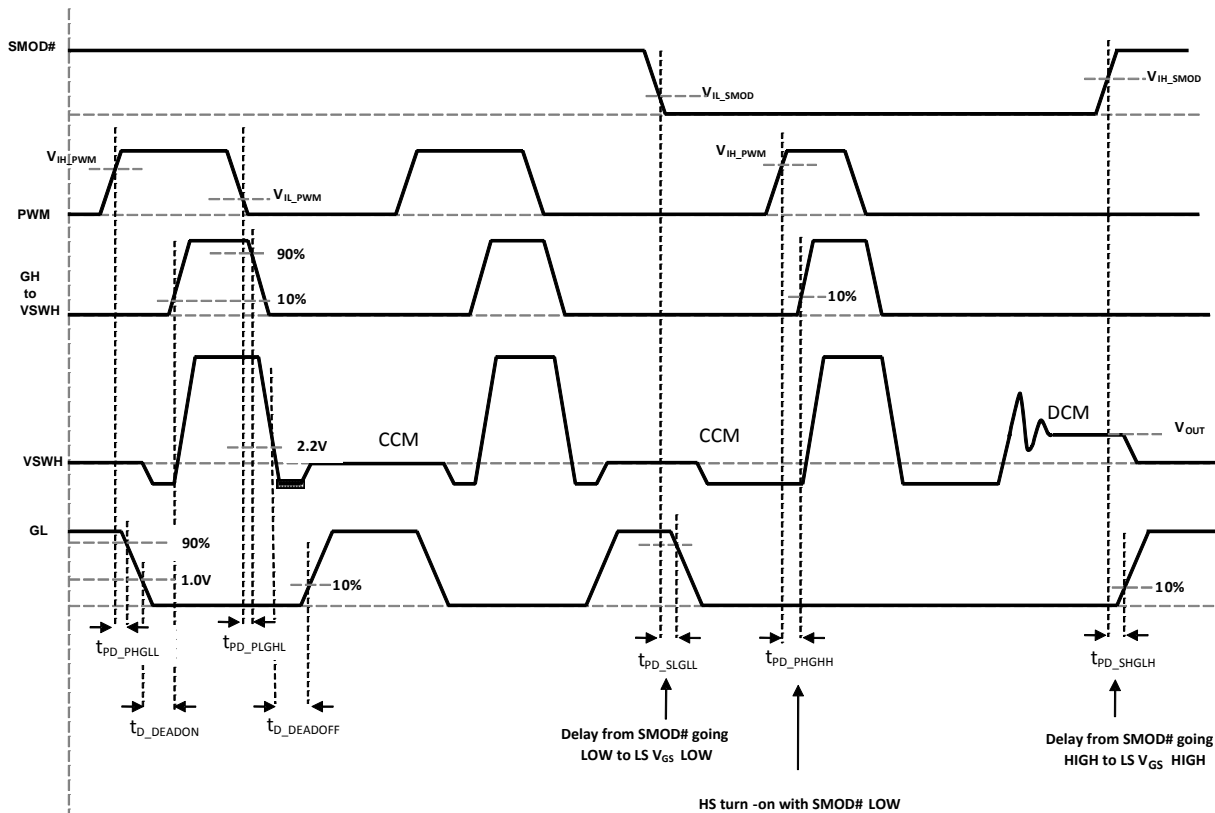 SMOD#
V_IH_SMOD
V_IL_SMOD
V_IH_PWM
V_IH_PWM
V_IL_PWM
PWM
90%
GH
to
VSWH
10%
10%
DCM
V_OUT
CCM
CCM
2.2V
VSWH
GL
90%
1.0V
10%
10%
t_PD_PHGLL
t_PD_PLGHL
t_PD_SLGLL
t_PD_PHGHH
t_PD_SHGLH
t_D_DEADON
t_D_DEADOFF
Delay from SMOD# going
LOW to LS V_GS LOW
Delay from SMOD# going
HIGH to LS V_GS HIGH
HS turn -on with SMOD# LOW